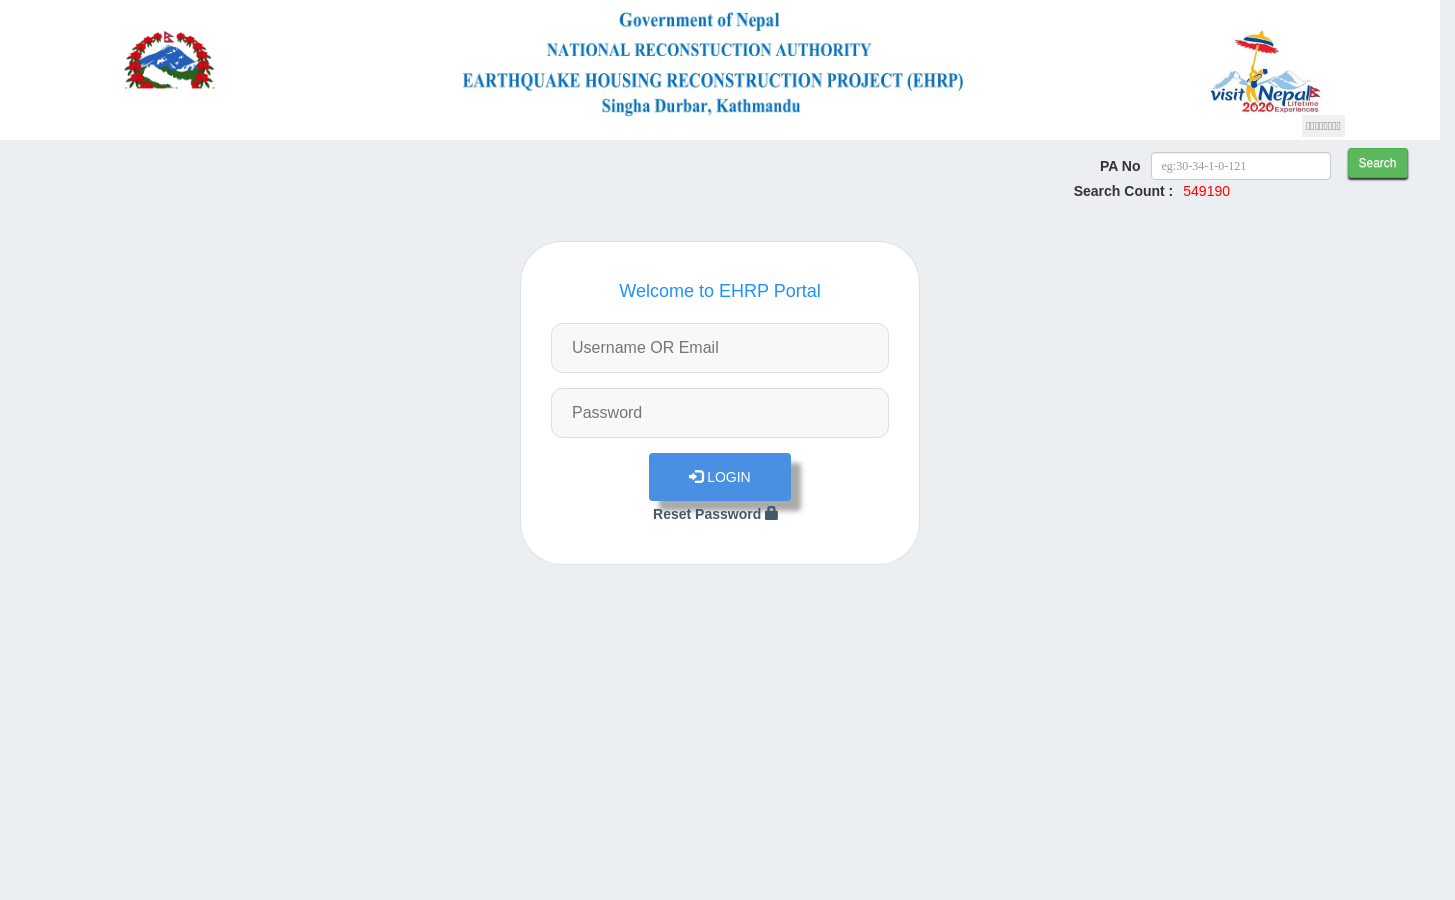 Government of Nepal
NATIONAL RECONSTUCTION AUTHORITY
EARTHQUAKE HOUSING RECONSTRUCTION PROJECT (EHRP)
Singha Durbar, Kathmandu
visit Nepal
2020 Lifetime Experiences
PA No eg:30-34-1-0-121 Search
Search Count : 549190
Welcome to EHRP Portal
Username OR Email
Password
LOGIN
Reset Password